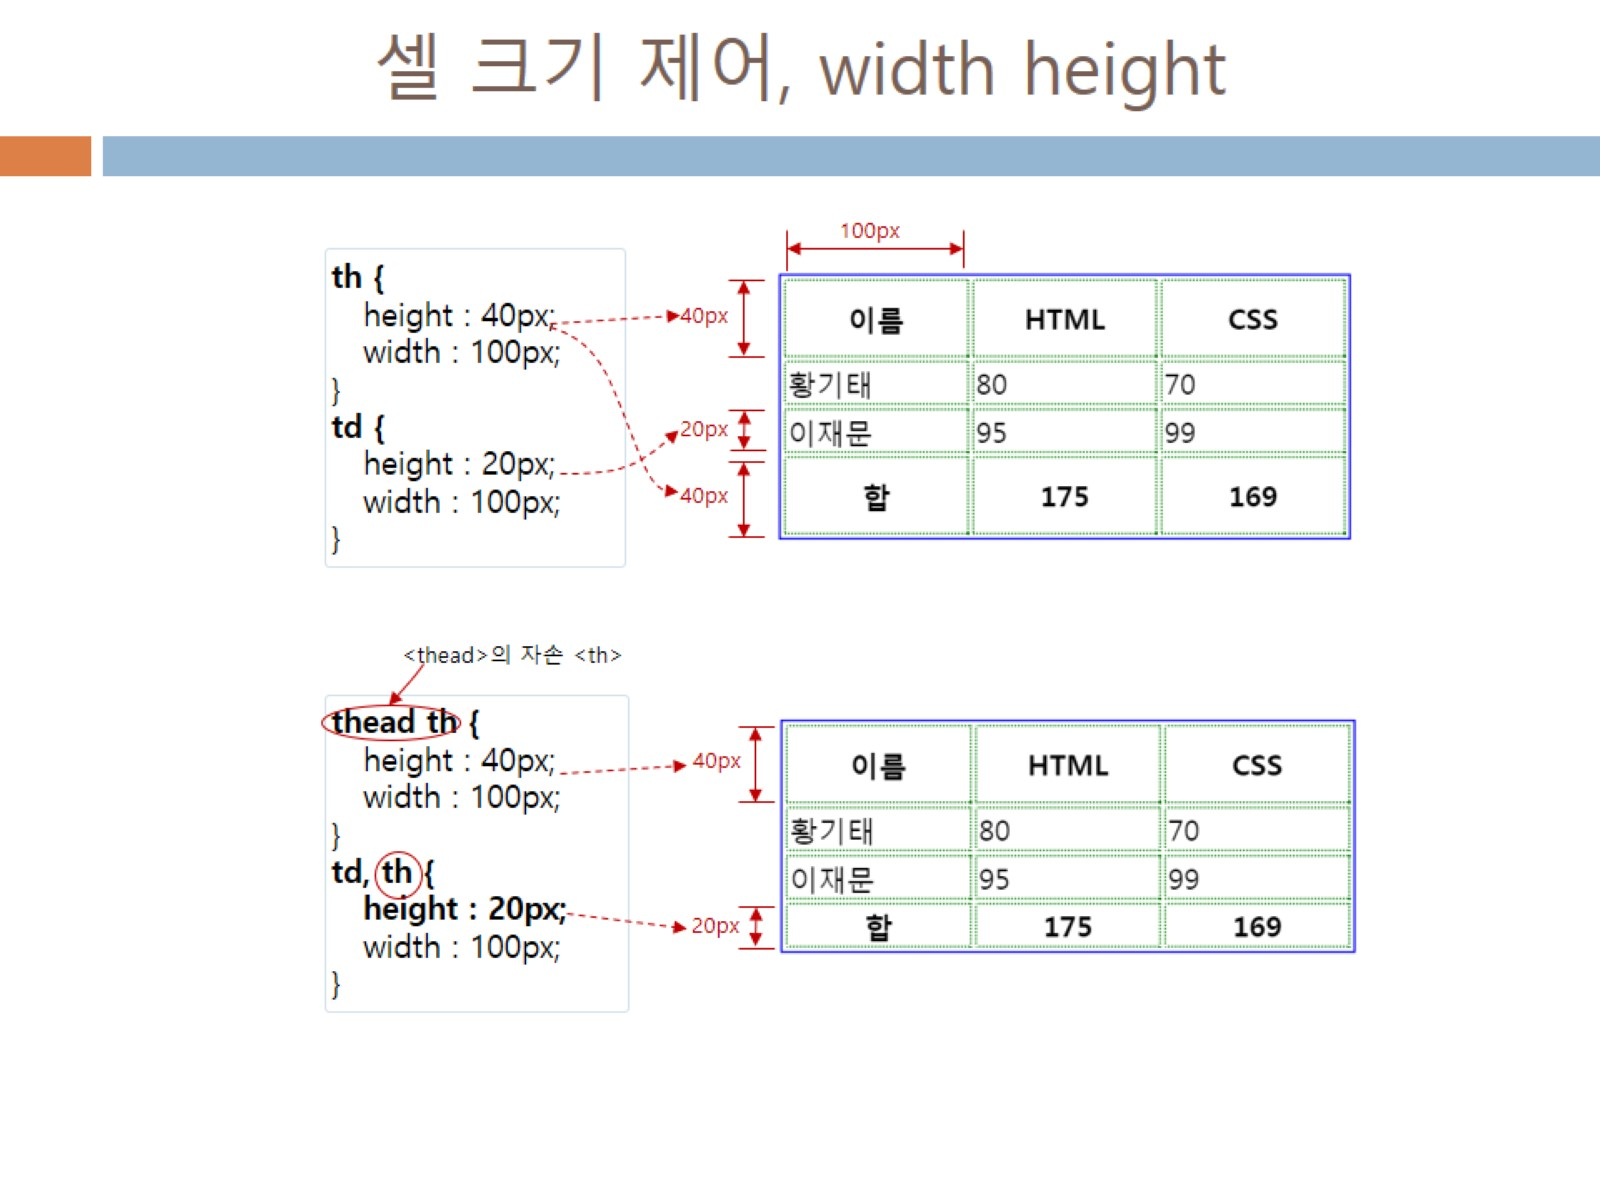 셀 크기 제어, width height
th {
height : 40px;
width : 100px;
}
td {
height : 20px;
width : 100px;
}
100px
40px
20px
40px
이름 HTML CSS
황기태 80 70
이재문 95 99
합 175 169
<thead>의 자손 <th>
thead th {
height : 40px;
width : 100px;
}
td, th {
height : 20px;
width : 100px;
}
40px
20px
이름 HTML CSS
황기태 80 70
이재문 95 99
합 175 169